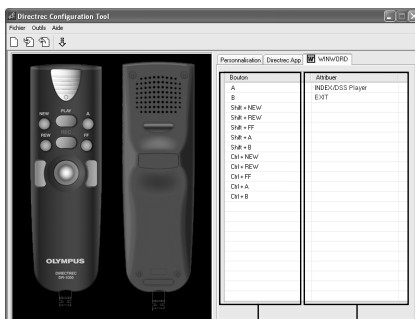 Directrec Configuration Tool
Fichier Outils Aide
Personnalisation Directrec App WINWORD
Bouton Attribuer
A INDEX/DSS Player
B EXIT
Shift + NEW
Shift + REW
Shift + FF
Shift + A
Shift + B
Ctrl + NEW
Ctrl + REW
Ctrl + FF
Ctrl + A
Ctrl + B
NEW PLAY A
REW FF
OLYMPUS
DIRECTREC